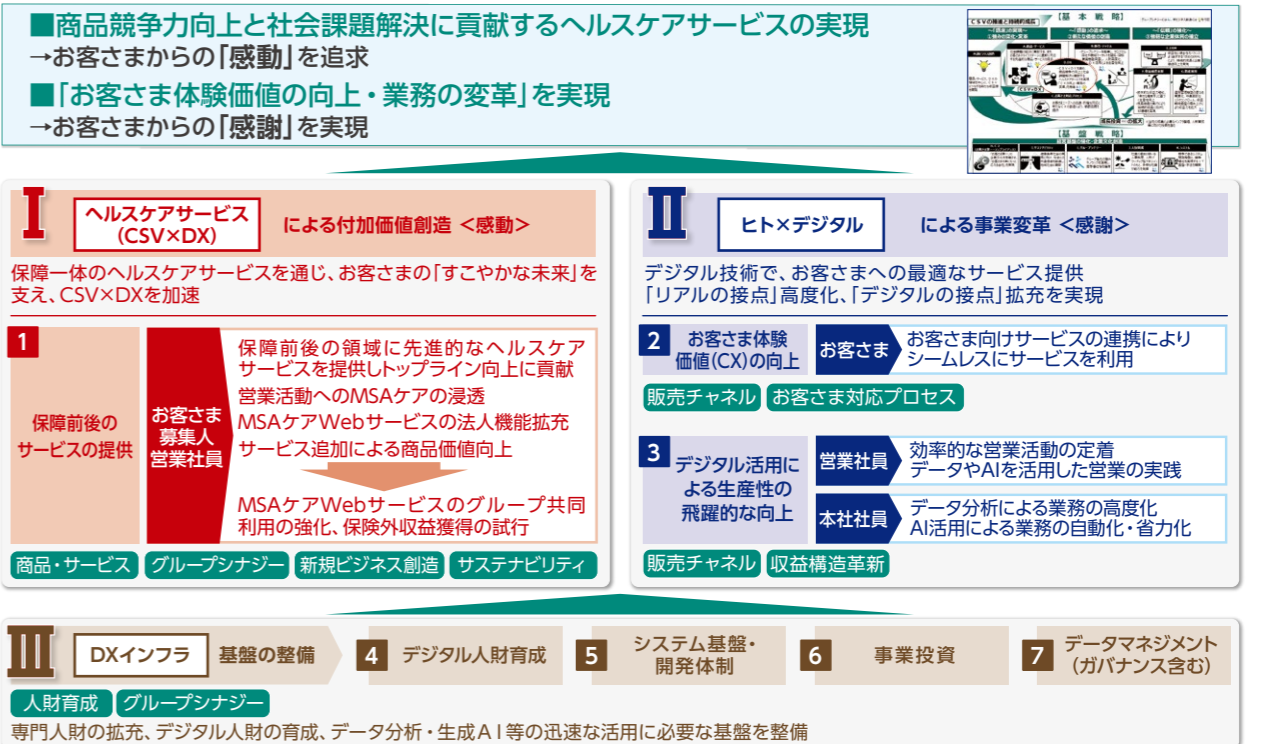 ■商品競争力向上と社会課題解決に貢献するヘルスケアサービスの実現
→お客さまからの「感動」を追求
■「お客さま体験価値の向上・業務の変革」を実現
→お客さまからの「感謝」を実現
【基本戦略】
CSVの推進と持続的成長
【基盤戦略】
I
ヘルスケアサービス
(CSV×DX)
による付加価値創造 <感動>
保障一体のヘルスケアサービスを通じ、お客さまの「すこやかな未来」を
支え、CSV×DXを加速
1
保障前後の
サービスの提供
お客さま
募集人
営業社員
保障前後の領域に先進的なヘルスケア
サービスを提供しトップライン向上に貢献
営業活動へのMSAケアの浸透
MSAケアWebサービスの法人機能拡充
サービス追加による商品価値向上
MSAケアWebサービスのグループ共同
利用の強化、保険外収益獲得の試行
商品・サービス
グループシナジー
新規ビジネス創造
サステナビリティ
II
ヒト×デジタル
による事業変革 <感謝>
デジタル技術で、お客さまへの最適なサービス提供
「リアルの接点」高度化、「デジタルの接点」拡充を実現
2
お客さま体験
価値(CX)の向上
お客さま
お客さま向けサービスの連携により
シームレスにサービスを利用
販売チャネル
お客さま対応プロセス
3
デジタル活用に
よる生産性の
飛躍的な向上
営業社員
効率的な営業活動の定着
データやAIを活用した営業の実践
本社社員
データ分析による業務の高度化
AI活用による業務の自動化・省力化
販売チャネル
収益構造革新
III
DXインフラ
基盤の整備
4
デジタル人財育成
5
システム基盤・
開発体制
6
事業投資
7
データマネジメント
(ガバナンス含む)
人財育成
グループシナジー
専門人財の拡充、デジタル人財の育成、データ分析・生成AI等の迅速な活用に必要な基盤を整備